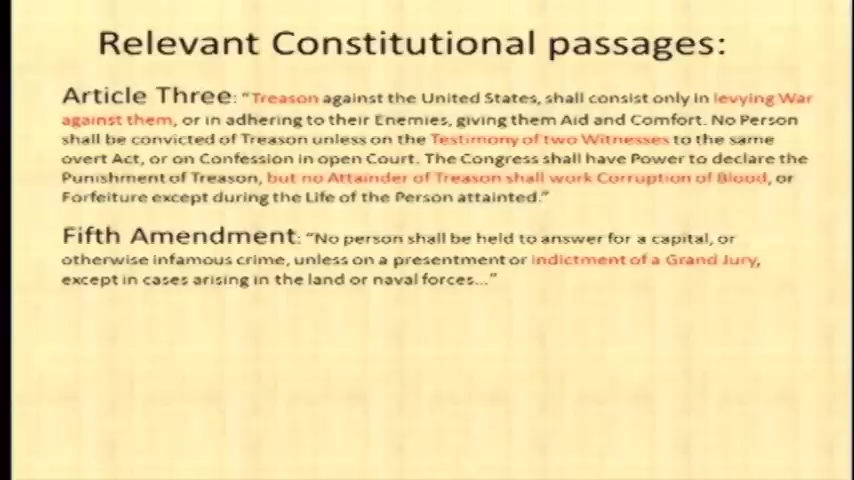 Relevant Constitutional passages:
Article Three: “Treason against the United States, shall consist only in levying War
against them, or in adhering to their Enemies, giving them Aid and Comfort. No Person
shall be convicted of Treason unless on the Testimony of two Witnesses to the same
overt Act, or on Confession in open Court. The Congress shall have Power to declare the
Punishment of Treason, but no Attainder of Treason shall work Corruption of Blood, or
Forfeiture except during the Life of the Person attainted.”
Fifth Amendment: “No person shall be held to answer for a capital, or
otherwise infamous crime, unless on a presentment or indictment of a Grand Jury,
except in cases arising in the land or naval forces...”